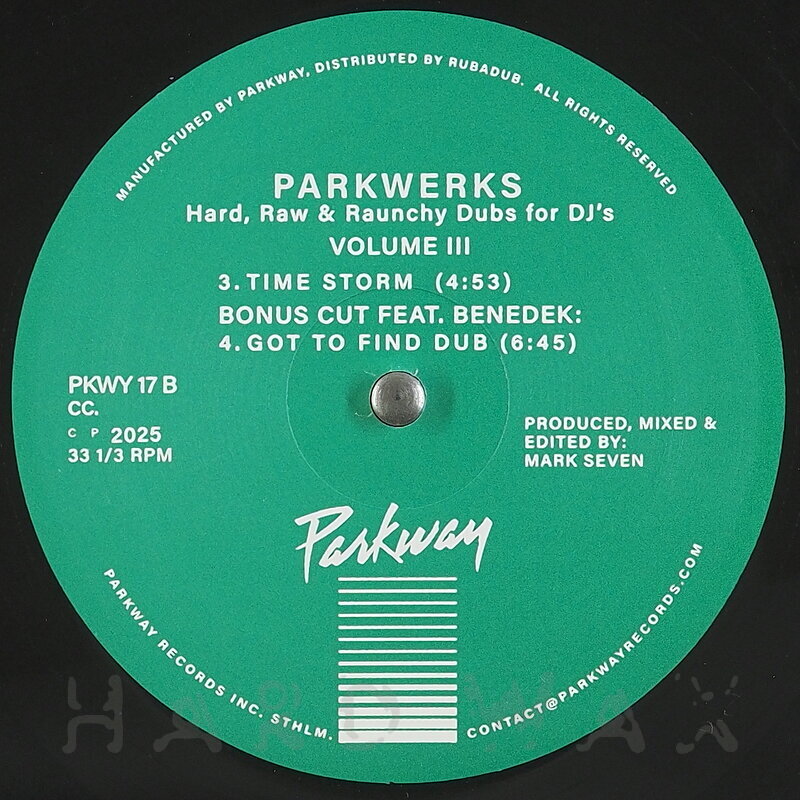 MANUFACTURED BY PARKWAY, DISTRIBUTED BY RUBADUB. ALL RIGHTS RESERVED
PARKWERKS
Hard, Raw & Raunchy Dubs for DJ's
VOLUME III
3. TIME STORM (4:53)
BONUS CUT FEAT. BENEDEK:
4. GOT TO FIND DUB (6:45)
PKWY 17 B
CC.
C P 2025
33 1/3 RPM
PRODUCED, MIXED &
EDITED BY:
MARK SEVEN
Parkway
PARKWAY RECORDS INC. STHLM.
CONTACT@PARKWAYRECORDS.COM
HARD WAX